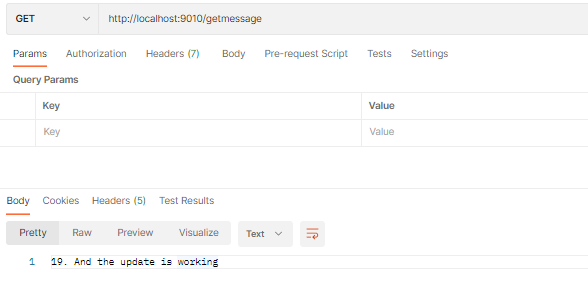 GET http://localhost:9010/getmessage
Params Authorization Headers (7) Body Pre-request Script Tests Settings
Query Params
Key Value
Key Value
Body Cookies Headers (5) Test Results
Pretty Raw Preview Visualize Text
1 19. And the update is working